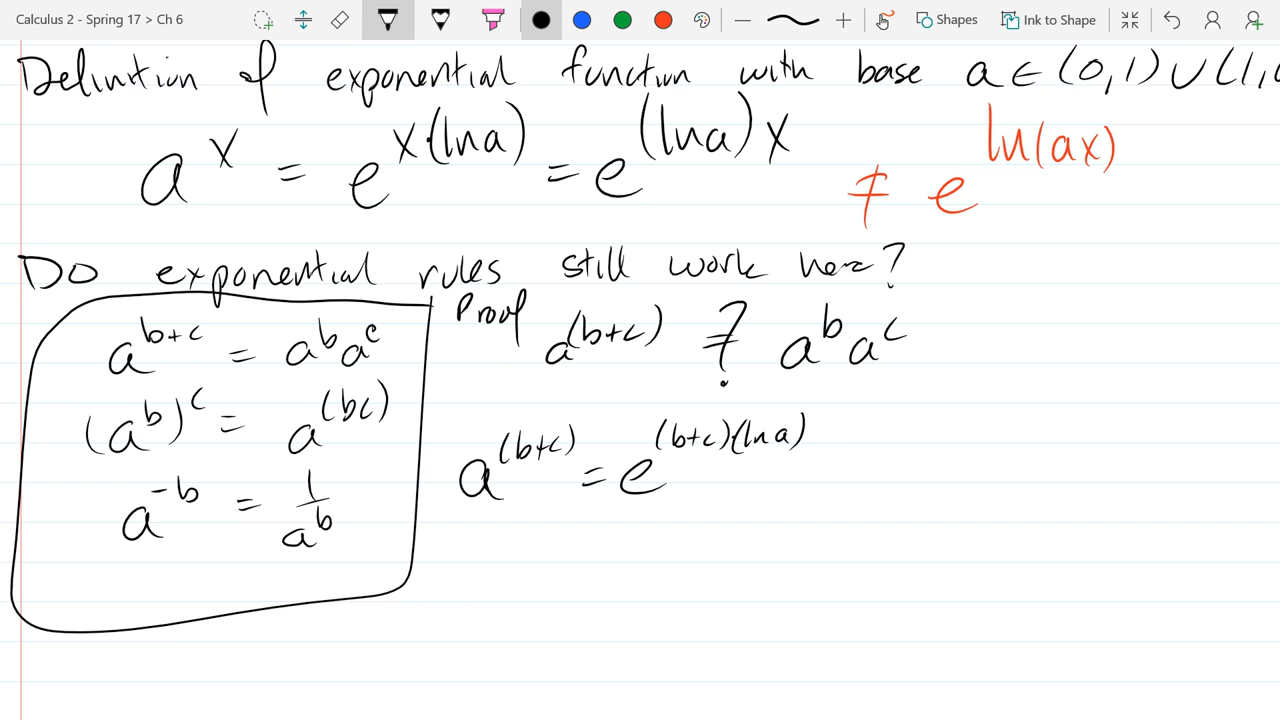 Calculus 2 - Spring 17 > Ch 6
Shapes
Ink to Shape
Definition of exponential function with base a ∈ (0,1) ∪ (1,
a^x = e^{x·(ln a)} = e^{(ln a)x} ≠ e^{ln(ax)}
Do exponential rules still work here?
a^{b+c} = a^b a^c
(a^b)^c = a^{(bc)}
a^{-b} = 1/a^b
Proof a^{(b+c)} =? a^b a^c
a^{(b+c)} = e^{(b+c)·(ln a)}